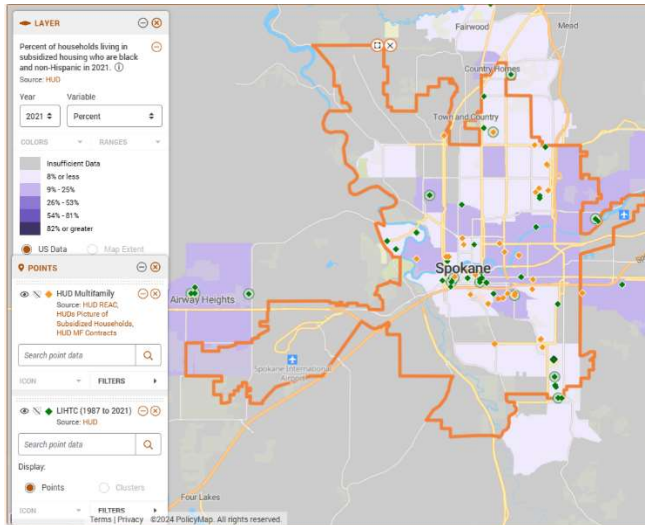 LAYER
Percent of households living in
subsidized housing who are black
and non-Hispanic in 2021.
Source: HUD
Year Variable
2021 Percent
COLORS RANGES
Insufficient Data
8% or less
9% - 25%
26% - 53%
54% - 81%
82% or greater
US Data Map Extent
POINTS
HUD Multifamily
Source: HUD REAC,
HUDs Picture of
Subsidized Households,
HUD MF Contracts
Search point data
ICON FILTERS
LIHTC (1987 to 2021)
Source: HUD
Search point data
Display:
Points Clusters
ICON FILTERS
Fairwood
Mead
Country Homes
Town and Country
Spokane
Airway Heights
Spokane International
Airport
Four Lakes
Terms | Privacy ©2024 PolicyMap. All rights reserved.